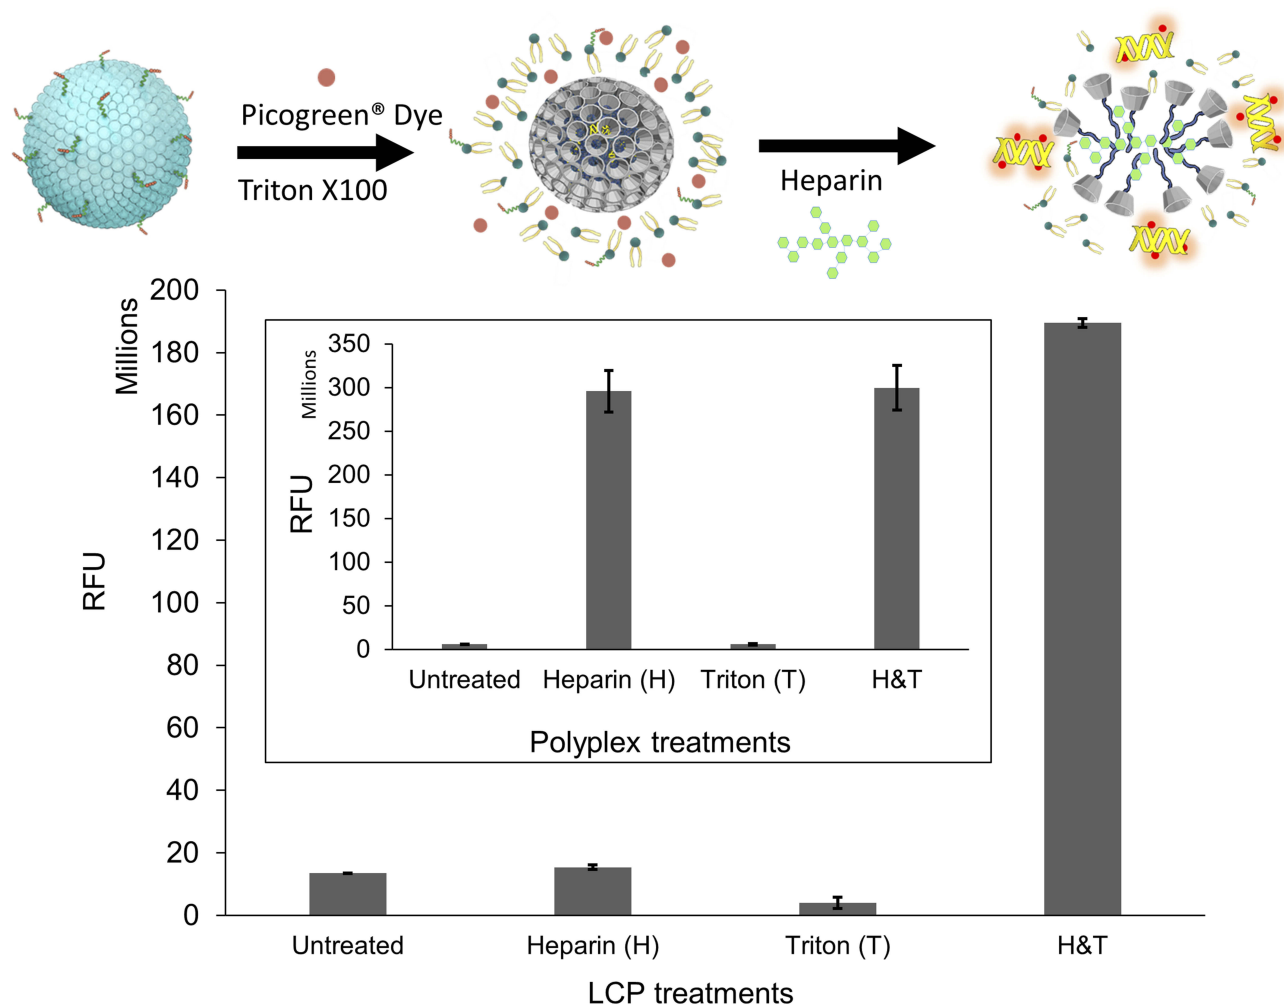 Picogreen® Dye
Triton X100
Heparin
Millions
RFU
200
180
160
140
120
100
80
60
40
20
0
Millions
RFU
350
300
250
200
150
100
50
0
Untreated Heparin (H) Triton (T) H&T
Polyplex treatments
Untreated Heparin (H) Triton (T) H&T
LCP treatments